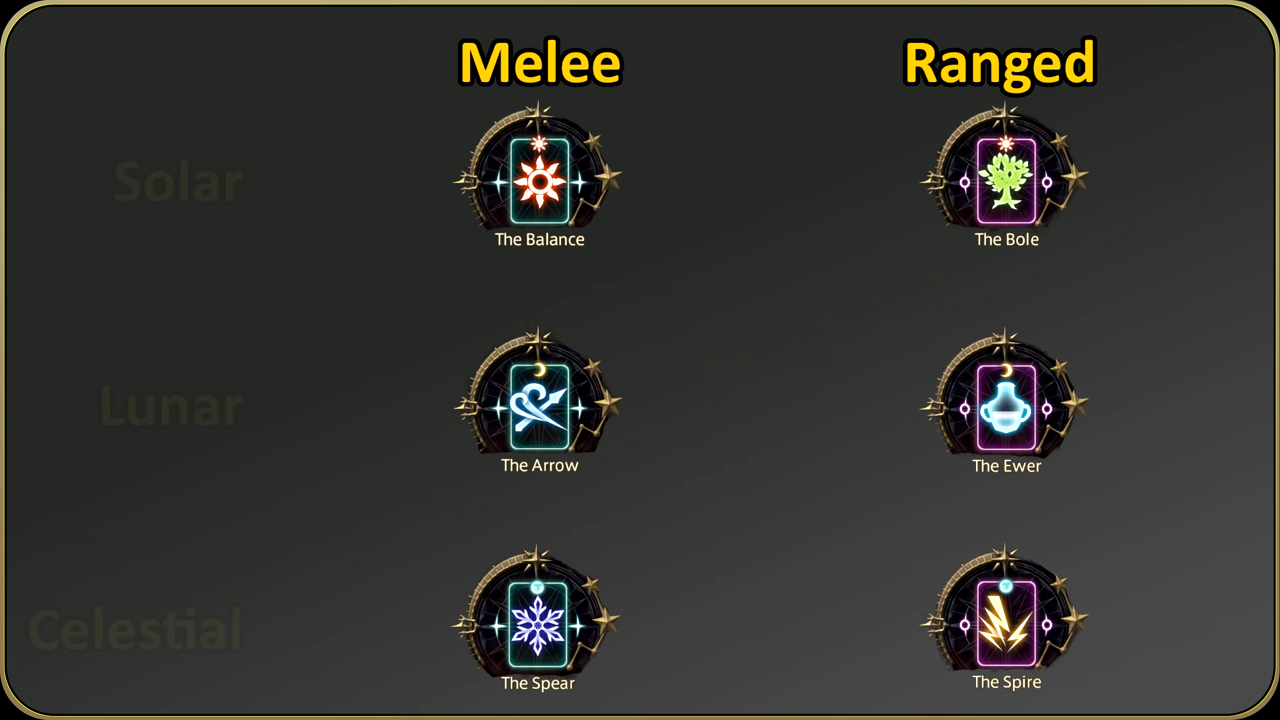 Melee Ranged
Solar
The Balance The Bole
Lunar
The Arrow The Ewer
Celestial
The Spear The Spire